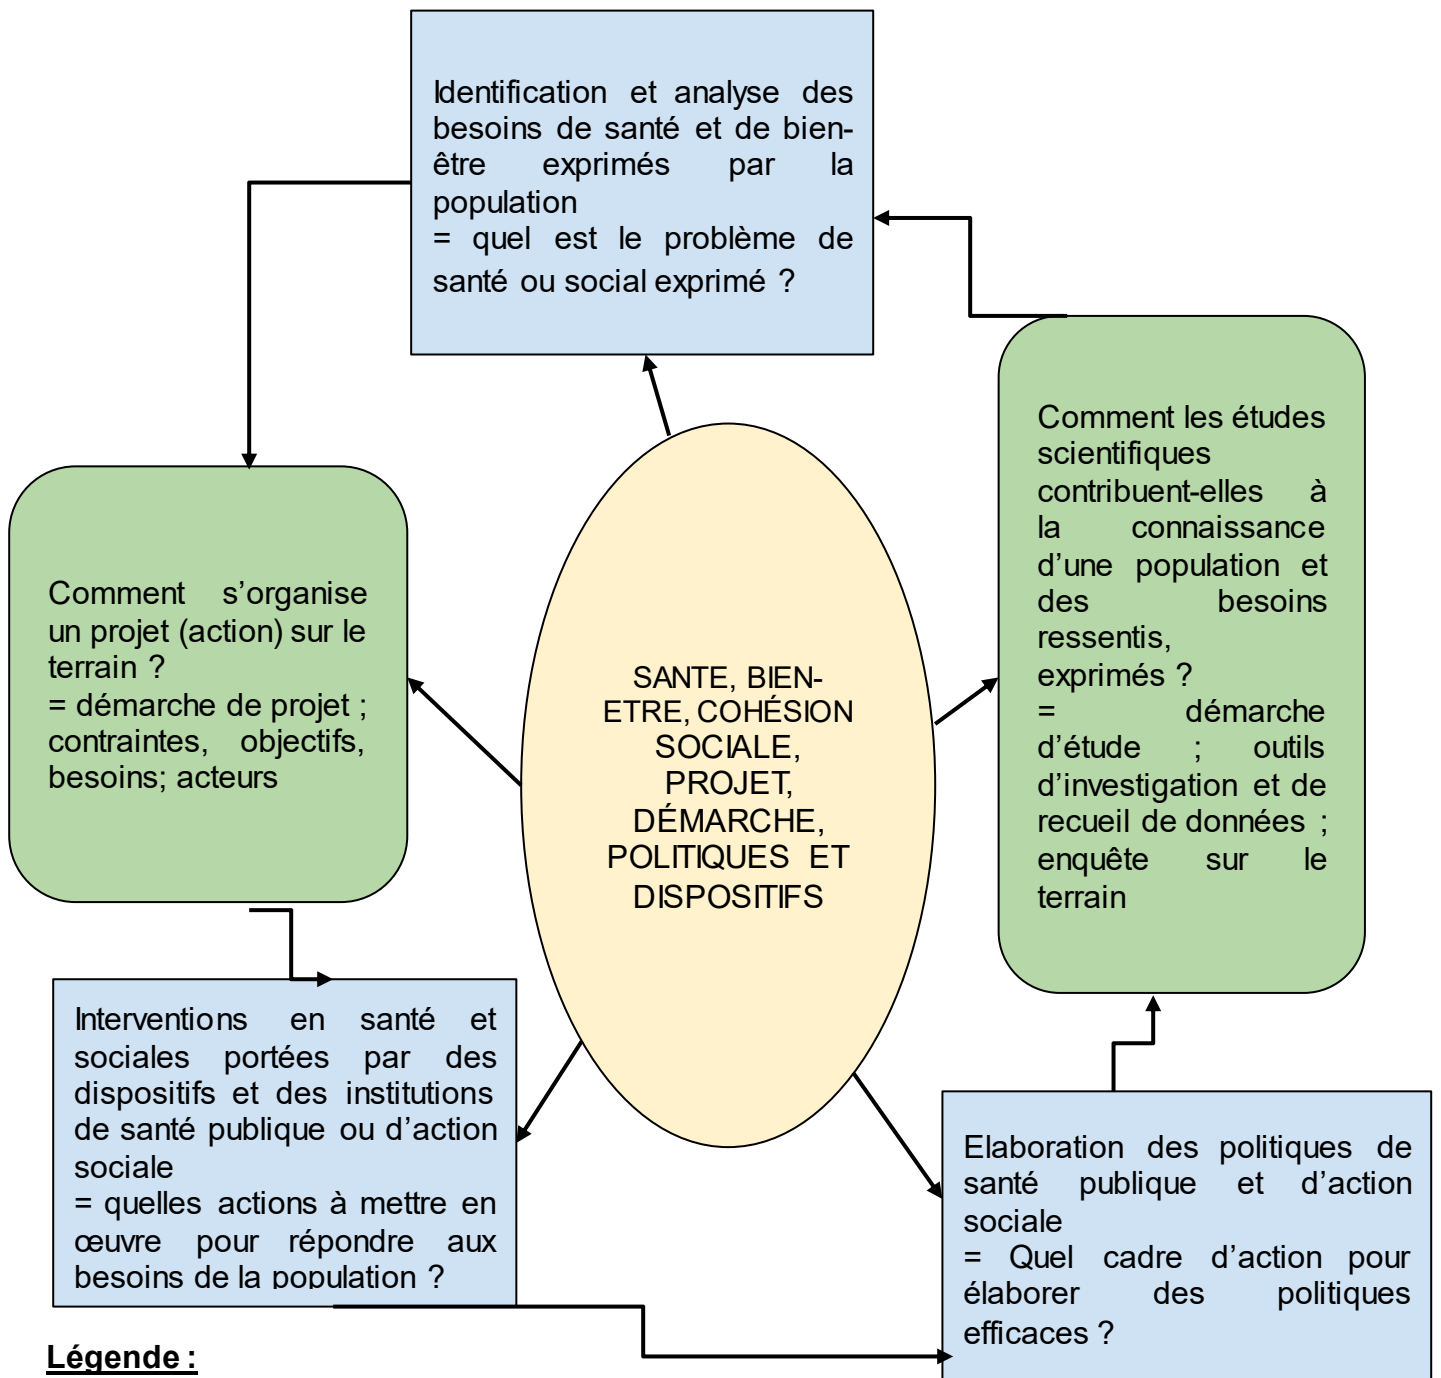 Identification et analyse des
besoins de santé et de bien-
être exprimés par la
population
= quel est le problème de
santé ou social exprimé ?
Comment les études
scientifiques
contribuent-elles à
la connaissance
d’une population et
des besoins
ressentis,
exprimés ?
= démarche
d’étude ; outils
d’investigation et de
recueil de données ;
enquête sur le
terrain
Comment s’organise
un projet (action) sur le
terrain ?
= démarche de projet ;
contraintes, objectifs,
besoins; acteurs
SANTE, BIEN-
ETRE, COHÉSION
SOCIALE,
PROJET,
DÉMARCHE,
POLITIQUES ET
DISPOSITIFS
Interventions en santé et
sociales portées par des
dispositifs et des institutions
de santé publique ou d’action
sociale
= quelles actions à mettre en
œuvre pour répondre aux
besoins de la population ?
Elaboration des politiques de
santé publique et d’action
sociale
= Quel cadre d’action pour
élaborer des politiques
efficaces ?
Légende :